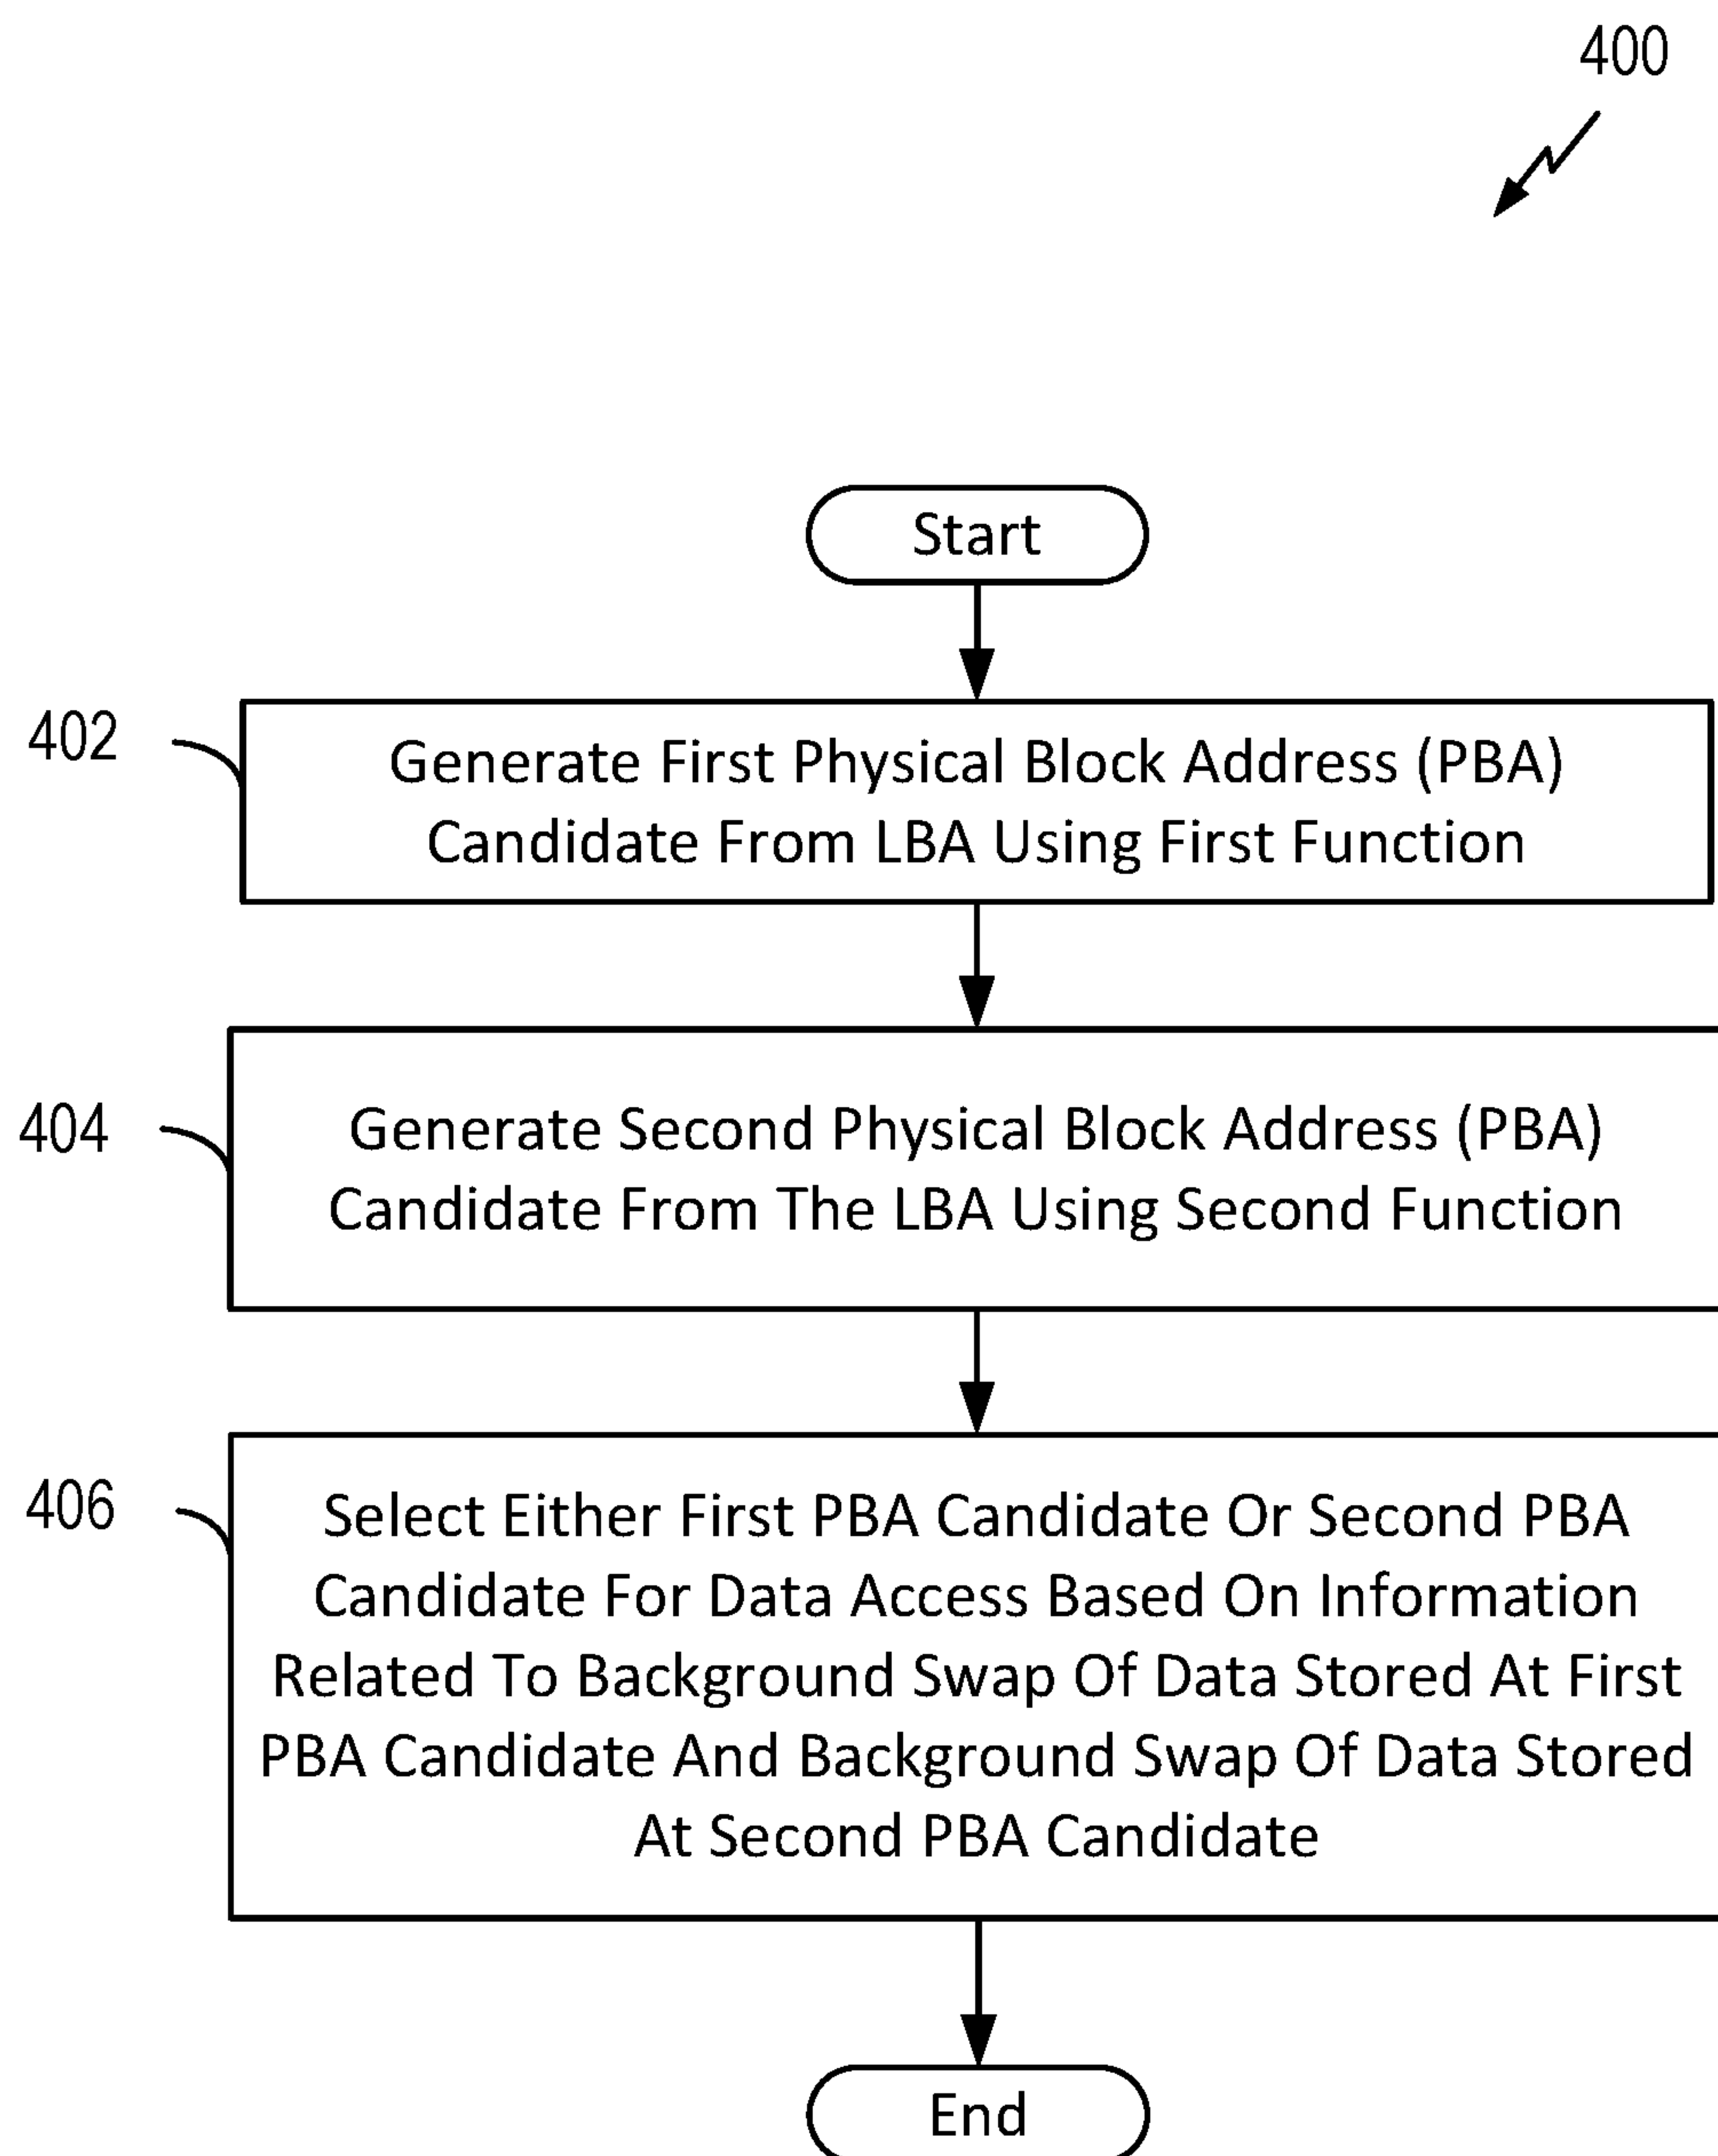 400
Start
402
Generate First Physical Block Address (PBA)
Candidate From LBA Using First Function
404
Generate Second Physical Block Address (PBA)
Candidate From The LBA Using Second Function
406
Select Either First PBA Candidate Or Second PBA
Candidate For Data Access Based On Information
Related To Background Swap Of Data Stored At First
PBA Candidate And Background Swap Of Data Stored
At Second PBA Candidate
End